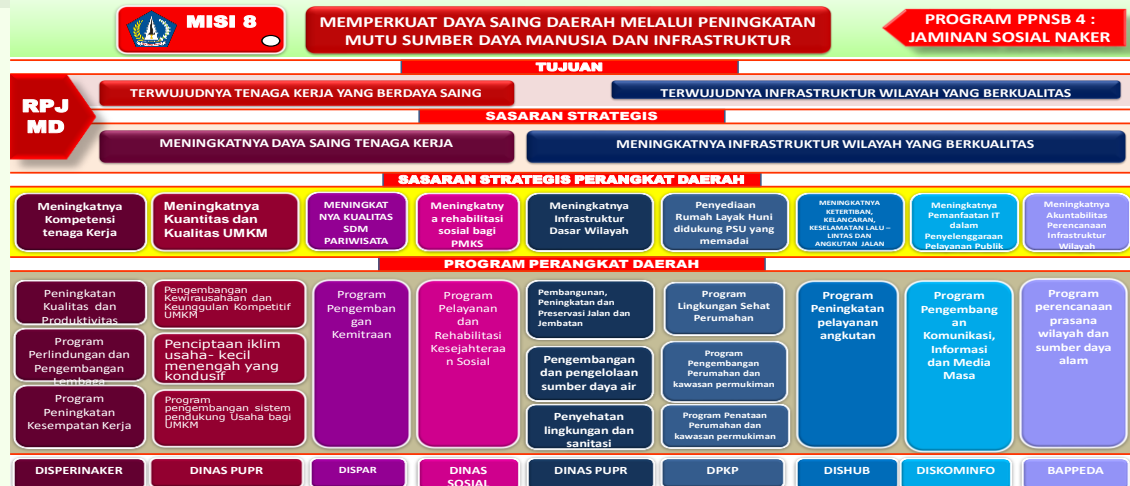 MISI 8
MEMPERKUAT DAYA SAING DAERAH MELALUI PENINGKATAN
MUTU SUMBER DAYA MANUSIA DAN INFRASTRUKTUR
PROGRAM PPNSB 4 :
JAMINAN SOSIAL NAKER
TUJUAN
RPJ
MD
TERWUJUDNYA TENAGA KERJA YANG BERDAYA SAING
TERWUJUDNYA INFRASTRUKTUR WILAYAH YANG BERKUALITAS
SASARAN STRATEGIS
MENINGKATNYA DAYA SAING TENAGA KERJA
MENINGKATNYA INFRASTRUKTUR WILAYAH YANG BERKUALITAS
SASARAN STRATEGIS PERANGKAT DAERAH
Meningkatnya
Kompetensi
tenaga Kerja
Meningkatnya
Kuantitas dan
Kualitas UMKM
MENINGKAT
NYA KUALITAS
SDM
PARIWISATA
Meningkatny
a rehabilitasi
sosial bagi
PMKS
Meningkatnya
Infrastruktur
Dasar Wilayah
Penyediaan
Rumah Layak Huni
didukung PSU yang
memadai
MENINGKATNYA
KETERTIBAN,
KELANCARAN,
KESELAMATAN LALU –
LINTAS DAN
ANGKUTAN JALAN
Meningkatnya
Pemanfaatan IT
dalam
Penyelenggaraan
Pelayanan Publik
Meningkatnya
Akuntabilitas
Perencanaan
Infrastruktur
Wilayah
PROGRAM PERANGKAT DAERAH
Peningkatan
Kualitas dan
Produktivitas
Program
Perlindungan dan
Pengembangan
Lembaga
Program
Peningkatan
Kesempatan Kerja
Pengembangan
Kewirausahaan dan
Keunggulan Kompetitif
UMKM
Penciptaan iklim
usaha- kecil
menengah yang
kondusif
Program
pengembangan sistem
pendukung Usaha bagi
UMKM
Program
Pengemban
gan
Kemitraan
Program
Pelayanan
dan
Rehabilitasi
Kesejahteraa
n Sosial
Pembangunan,
Peningkatan dan
Preservasi Jalan dan
Jembatan
Pengembangan
dan pengelolaan
sumber daya air
Penyehatan
lingkungan dan
sanitasi
Program
Lingkungan Sehat
Perumahan
Program
Pengembangan
Perumahan dan
kawasan permukiman
Program Penataan
Perumahan dan
kawasan permukiman
Program
Peningkatan
pelayanan
angkutan
Program
Pengembang
an
Komunikasi,
Informasi
dan Media
Masa
Program
perencanaan
prasana
wilayah dan
sumber daya
alam
DISPERINAKER
DINAS PUPR
DISPAR
DINAS
SOSIAL
DINAS PUPR
DPKP
DISHUB
DISKOMINFO
BAPPEDA